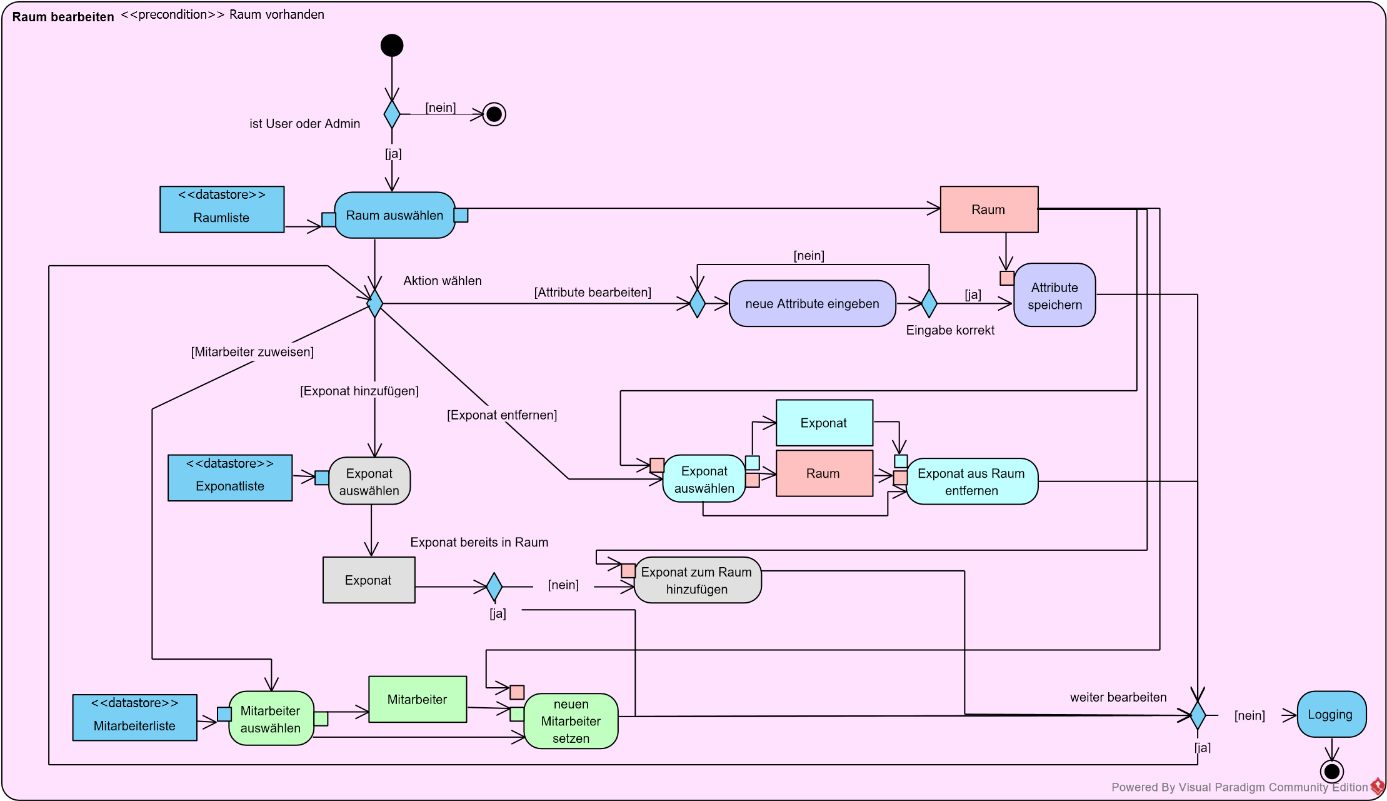 Raum bearbeiten <<precondition>> Raum vorhanden
[nein]
ist User oder Admin
[ja]
<<datastore>>
Raumliste
Raum auswählen
Raum
Aktion wählen
[Attribute bearbeiten]
[nein]
neue Attribute eingeben
[ja]
Eingabe korrekt
Attribute
speichern
[Mitarbeiter zuweisen]
[Exponat hinzufügen]
[Exponat entfernen]
Exponat
Raum
<<datastore>>
Exponatliste
Exponat
auswählen
Exponat
auswählen
Exponat aus Raum
entfernen
Exponat bereits in Raum
Exponat
[nein]
[ja]
Exponat zum Raum
hinzufügen
<<datastore>>
Mitarbeiterliste
Mitarbeiter
auswählen
Mitarbeiter
neuen
Mitarbeiter
setzen
weiter bearbeiten
[nein]
Logging
[ja]
Powered By Visual Paradigm Community Edition